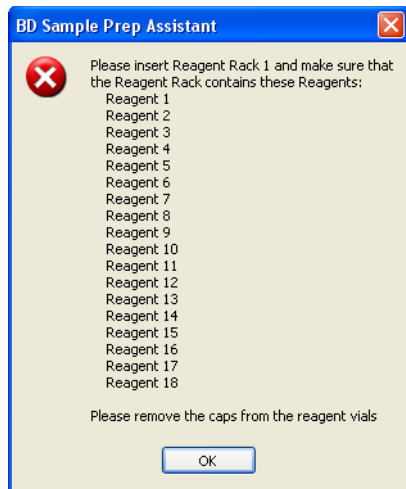 BD Sample Prep Assistant
Please insert Reagent Rack 1 and make sure that
the Reagent Rack contains these Reagents:
Reagent 1
Reagent 2
Reagent 3
Reagent 4
Reagent 5
Reagent 6
Reagent 7
Reagent 8
Reagent 9
Reagent 10
Reagent 11
Reagent 12
Reagent 13
Reagent 14
Reagent 15
Reagent 16
Reagent 17
Reagent 18
Please remove the caps from the reagent vials
OK